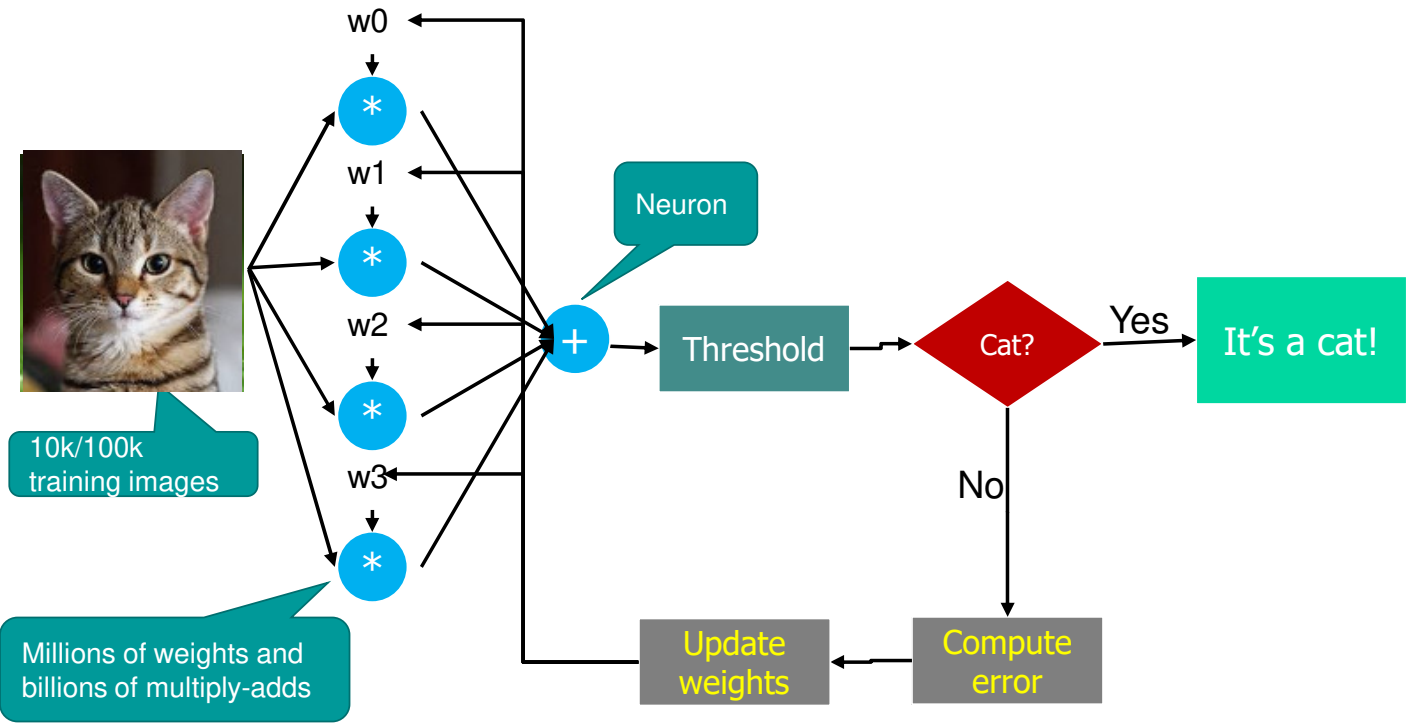 w0
*
w1
*
w2
*
w3
*
10k/100k
training images
Millions of weights and
billions of multiply-adds
Neuron
+
Threshold
Cat?
Yes
It's a cat!
No
Compute
error
Update
weights